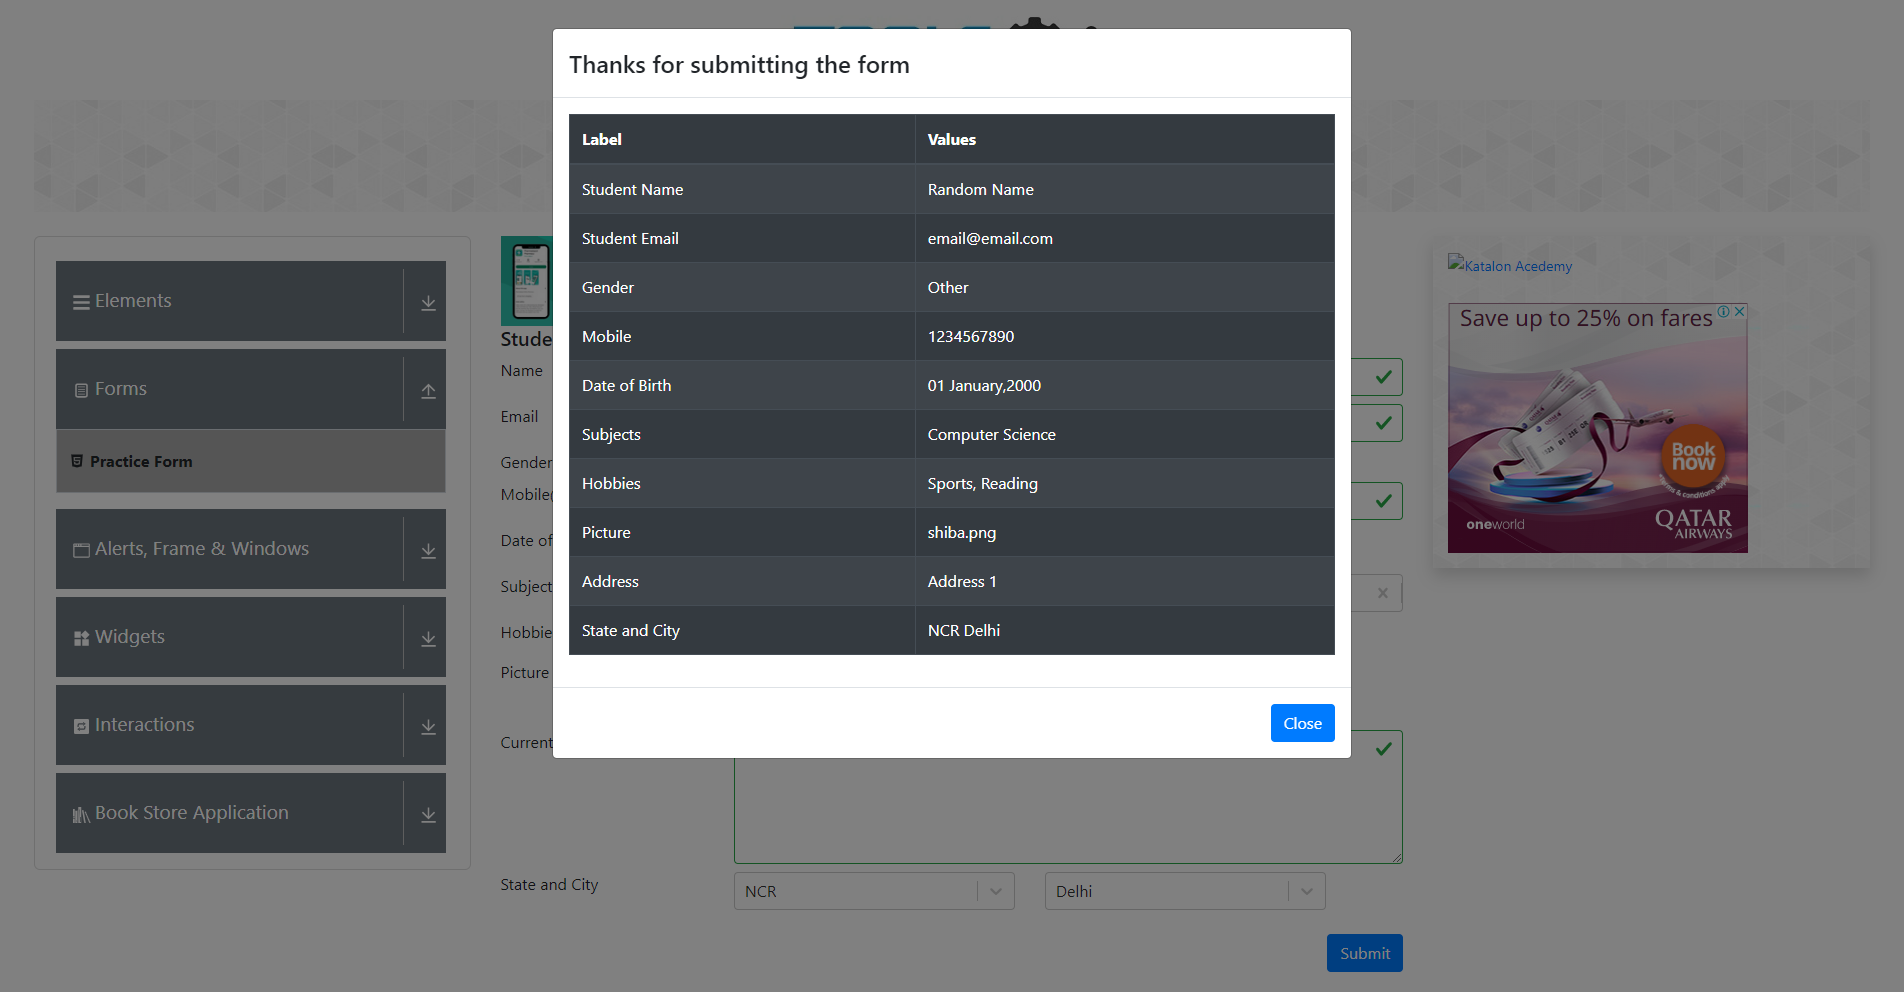 Thanks for submitting the form
Label Values
Student Name Random Name
Student Email email@email.com
Gender Other
Mobile 1234567890
Date of Birth 01 January,2000
Subjects Computer Science
Hobbies Sports, Reading
Picture shiba.png
Address Address 1
State and City NCR Delhi
Close
Elements
Forms
Practice Form
Alerts, Frame & Windows
Widgets
Interactions
Book Store Application
Stude
Name
Email
Gender
Mobile(
Date of
Subject
Hobbie
Picture
Current
State and City NCR Delhi
Submit
Katalon Acedemy
Save up to 25% on fares
Book
now
oneworld
QATAR
AIRWAYS